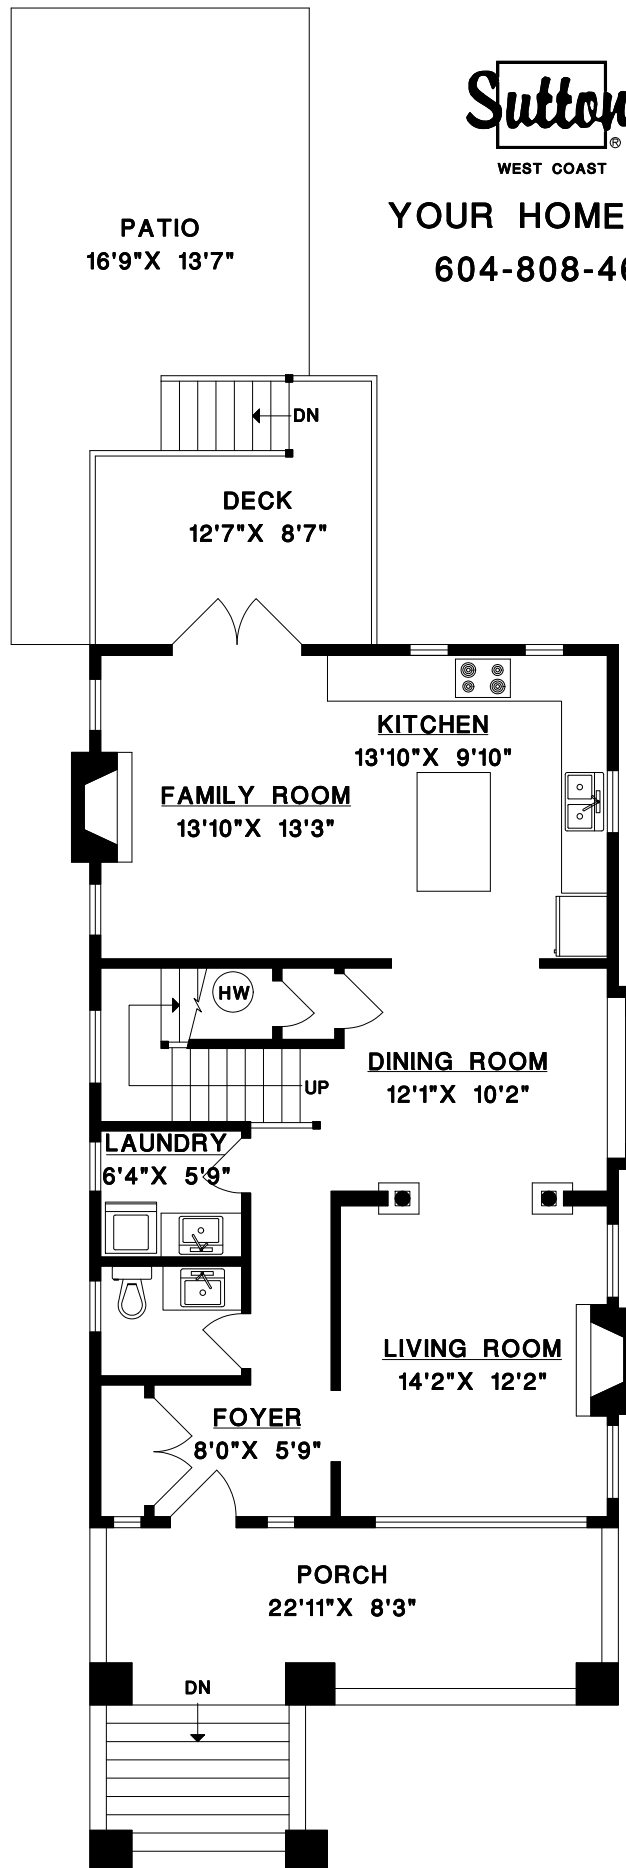 Sutton
®
WEST COAST
YOUR HOME
604-808-46
PATIO
16'9"X 13'7"
DN
DECK
12'7"X 8'7"
KITCHEN
13'10"X 9'10"
FAMILY ROOM
13'10"X 13'3"
HW
DINING ROOM
12'1"X 10'2"
UP
LAUNDRY
6'4"X 5'9"
LIVING ROOM
14'2"X 12'2"
FOYER
8'0"X 5'9"
PORCH
22'11"X 8'3"
DN